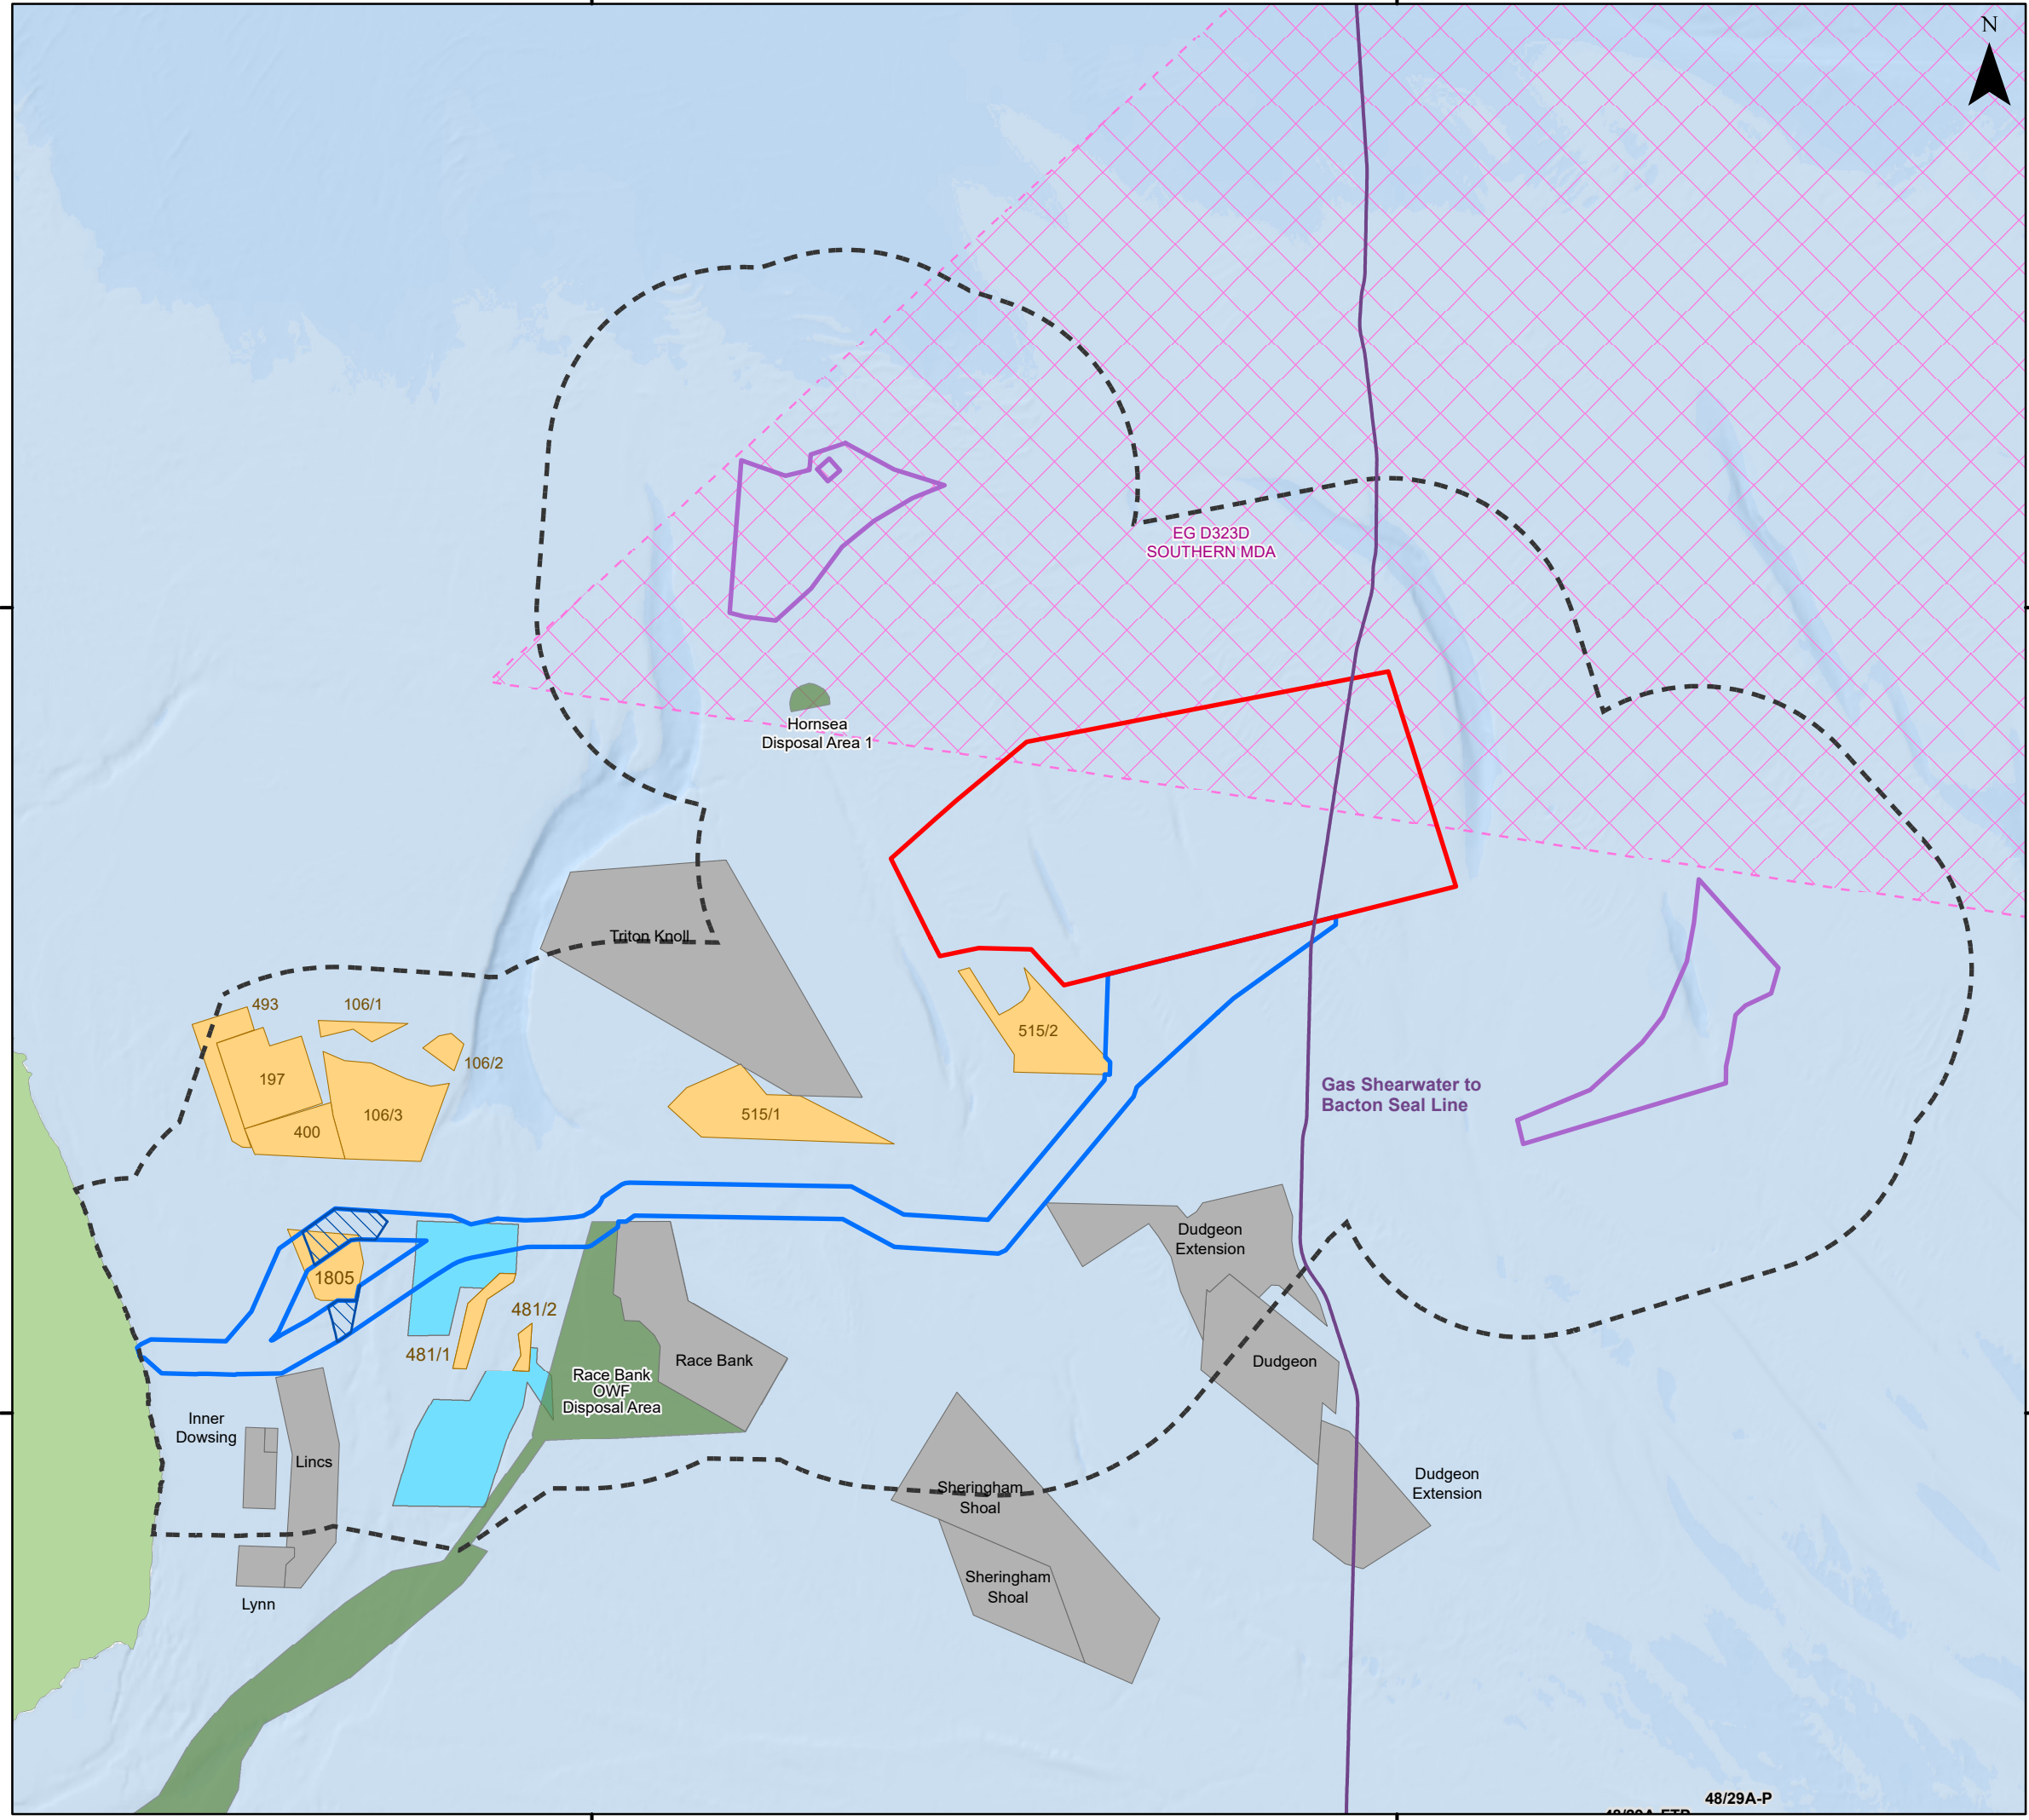 N
EG D323D
SOUTHERN MDA
Hornsea
Disposal Area 1
Triton Knoll
493
106/1
106/2
197
106/3
400
515/2
515/1
Gas Shearwater to
Bacton Seal Line
Dudgeon
Extension
1805
481/2
481/1
Race Bank
Dudgeon
Race Bank
OWF
Disposal Area
Inner
Dowsing
Lincs
Sheringham
Shoal
Dudgeon
Extension
Sheringham
Shoal
Lynn
48/29A-P